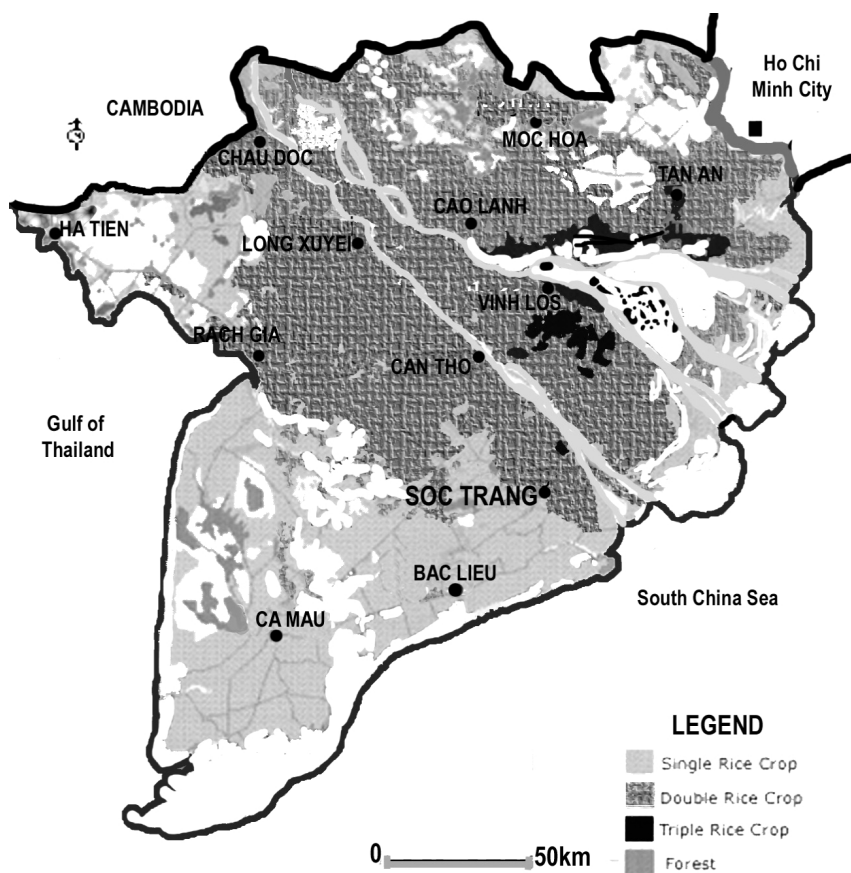 Ho Chi
Minh City
CAMBODIA
MOC HOA
CHAU DOC
TAN AN
CAO LANH
HA TIEN
LONG XUYEI
VINH LOS
RACH GIA
CAN THO
Gulf of
Thailand
SOC TRANG
BAC LIEU
South China Sea
CA MAU
LEGEND
Single Rice Crop
Double Rice Crop
Triple Rice Crop
Forest
0 50km